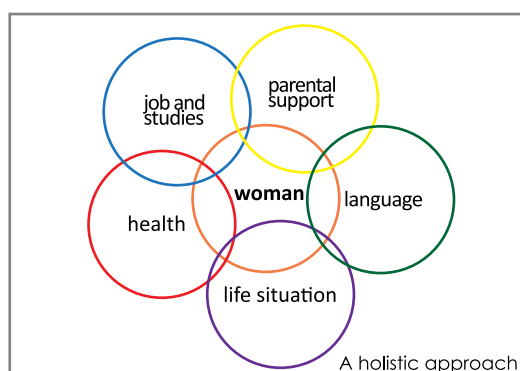 job and
studies
parental
support
woman
language
health
life situation
A holistic approach